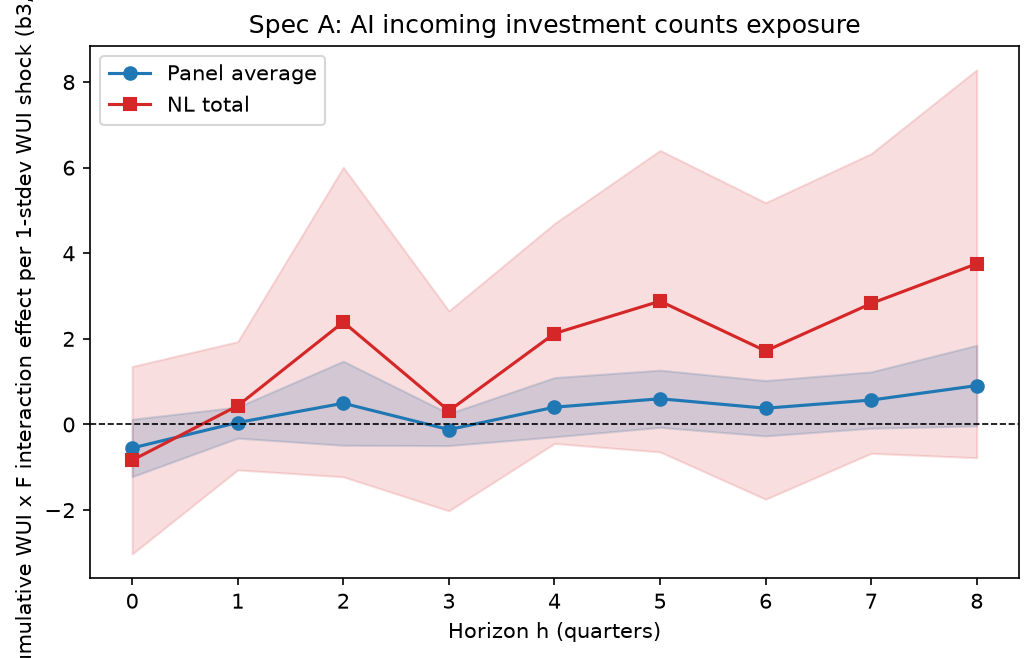 Spec A: AI incoming investment counts exposure
umulative WUI x F interaction effect per 1-stdev WUI shock (b3,
Panel average
NL total
8
6
4
2
0
−2
0 1 2 3 4 5 6 7 8
Horizon h (quarters)